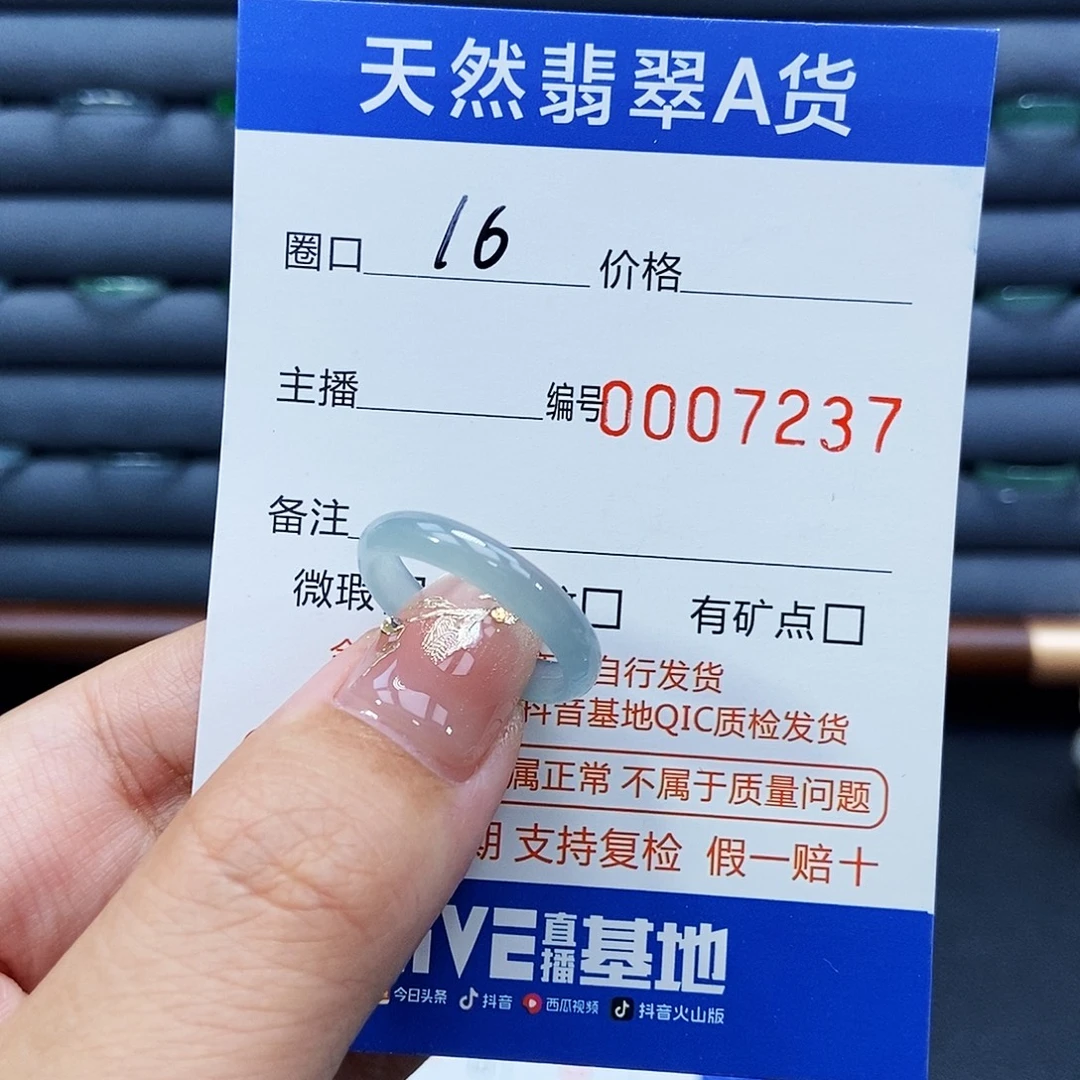 天然翡翠A货
圈口 16 价格
主播 编号0007237
备注
微瑕 有矿点
自行发货
抖音基地QIC质检发货
属正常 不属于质量问题
期 支持复检 假一赔十
直播基地
今日头条 抖音 西瓜视频 抖音火山版